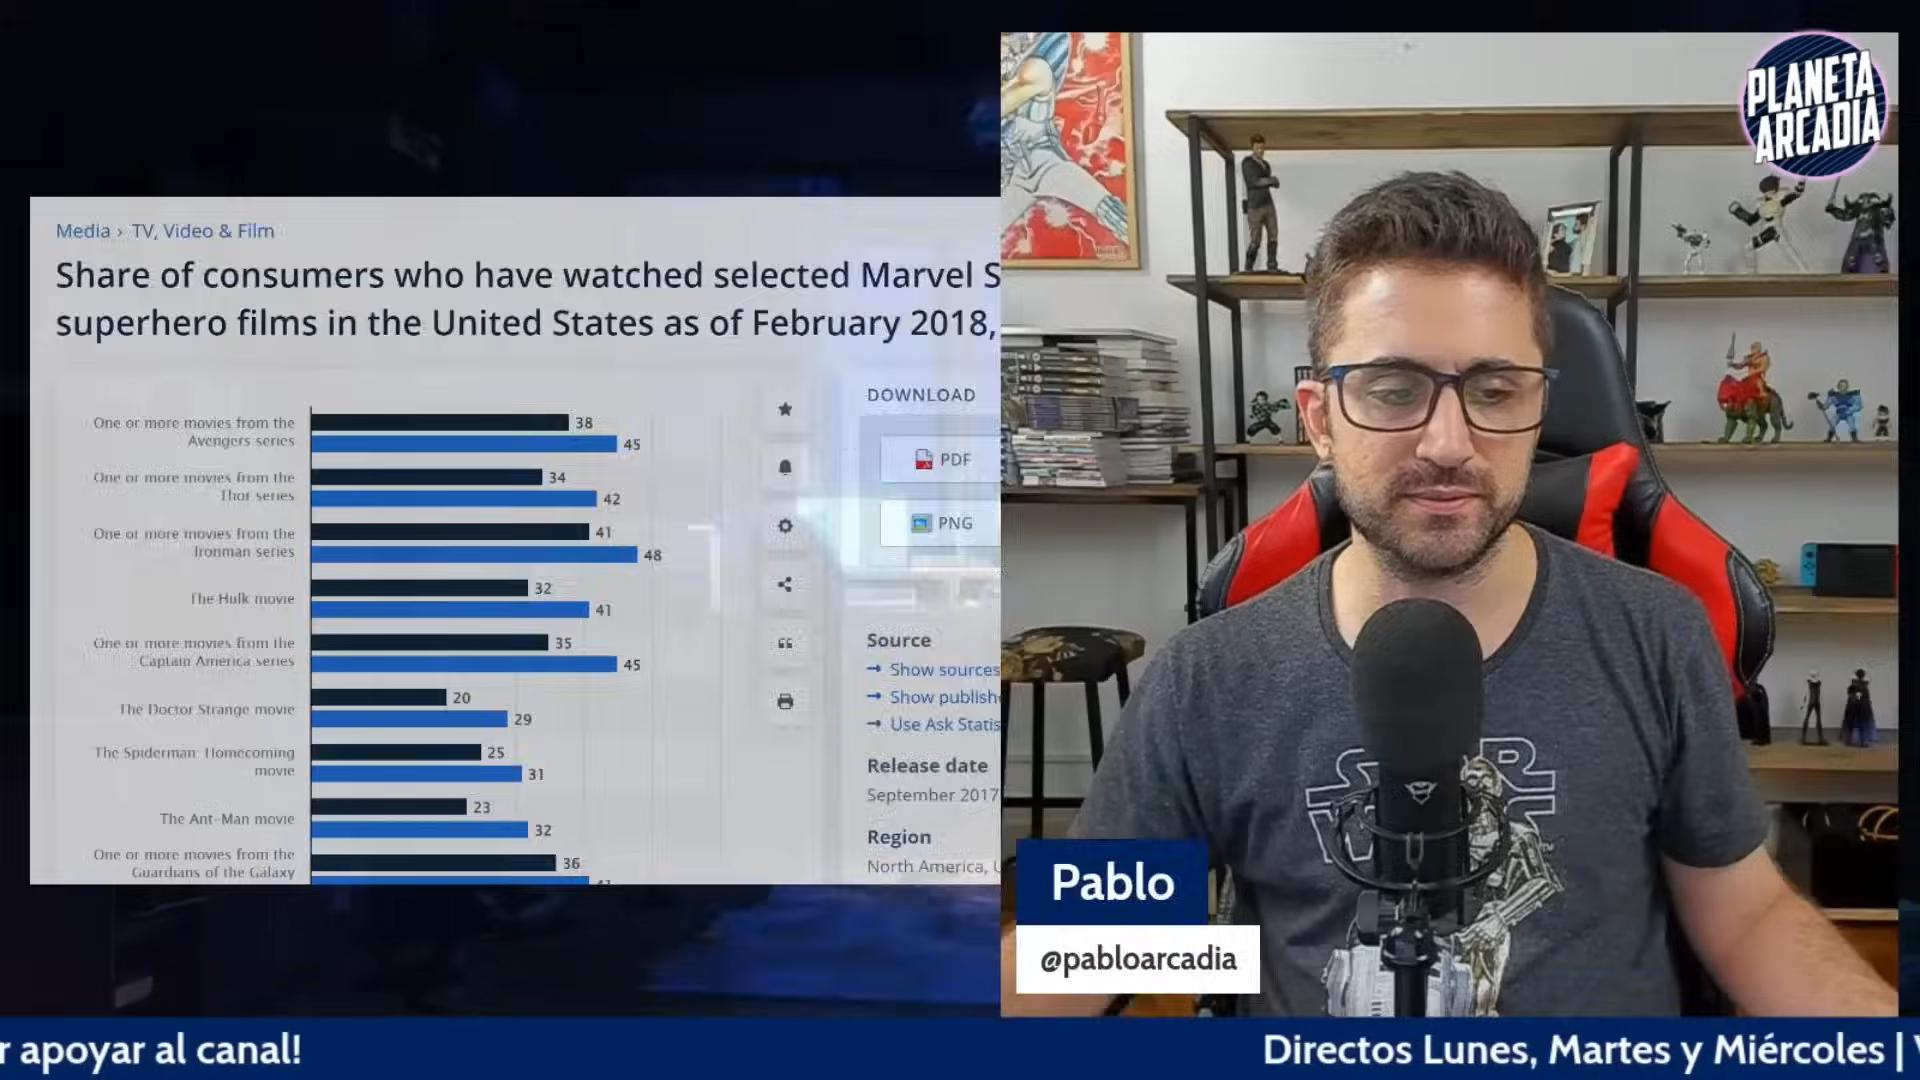 Media › TV, Video & Film
Share of consumers who have watched selected Marvel S
superhero films in the United States as of February 2018,
One or more movies from the
Avengers series
38
45
One or more movies from the
Thor series
34
42
One or more movies from the
Ironman series
41
48
The Hulk movie
32
41
One or more movies from the
Captain America series
35
45
The Doctor Strange movie
20
29
The Spiderman: Homecoming
movie
25
31
The Ant-Man movie
23
32
One or more movies from the
Guardians of the Galaxy
36
DOWNLOAD
PDF
PNG
Source
→ Show sources
→ Show publish
→ Use Ask Statis
Release date
September 2017
Region
North America, U
PLANETA
ARCADIA
STAR
WARS
Pablo
@pabloarcadia
r apoyar al canal!
Directos Lunes, Martes y Miércoles | V